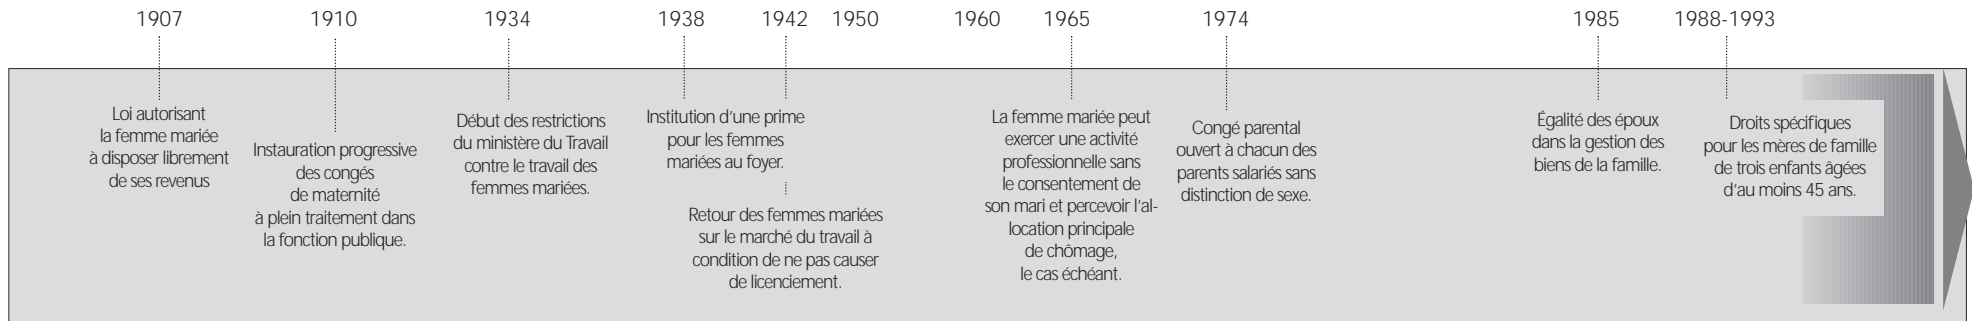 1907
1910
1934
1938
1942
1950
1960
1965
1974
1985
1988-1993
Loi autorisant
la femme mariée
à disposer librement
de ses revenus
Instauration progressive
des congés
de maternité
à plein traitement dans
la fonction publique.
Début des restrictions
du ministère du Travail
contre le travail des
femmes mariées.
Institution d'une prime
pour les femmes
mariées au foyer.
Retour des femmes mariées
sur le marché du travail à
condition de ne pas causer
de licenciement.
La femme mariée peut
exercer une activité
professionnelle sans
le consentement de
son mari et percevoir l'al-
location principale
de chômage,
le cas échéant.
Congé parental
ouvert à chacun des
parents salariés sans
distinction de sexe.
Égalité des époux
dans la gestion des
biens de la famille.
Droits spécifiques
pour les mères de famille
de trois enfants âgées
d'au moins 45 ans.